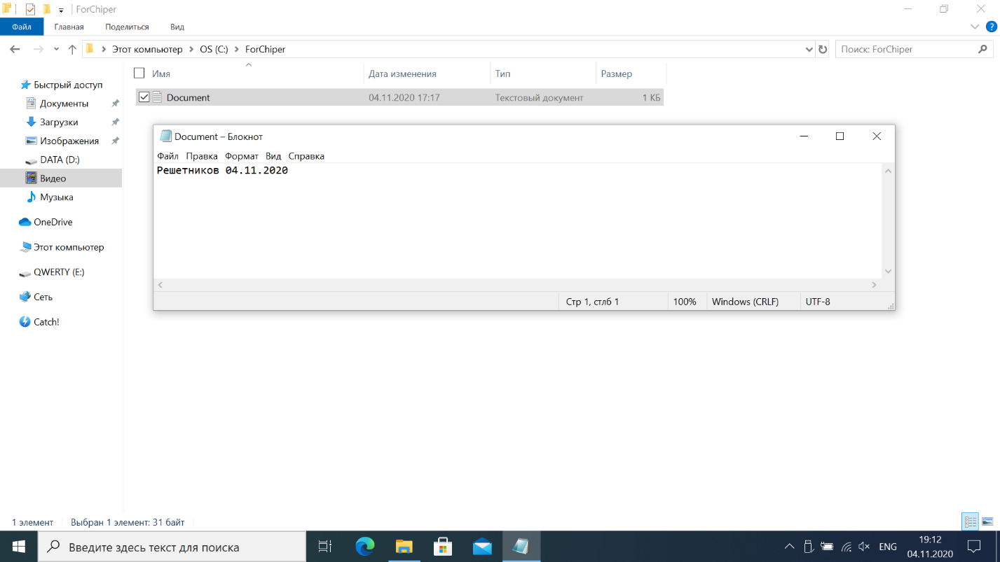 ForChiper
Файл Главная Поделиться Вид
Этот компьютер OS (C:) ForChiper
Поиск: ForChiper
Имя Дата изменения Тип Размер
Document 04.11.2020 17:17 Текстовый документ 1 КБ
Быстрый доступ
Документы
Загрузки
Изображения
DATA (D:)
Видео
Музыка
OneDrive
Этот компьютер
QWERTY (E:)
Сеть
Catch!
Document – Блокнот
Файл Правка Формат Вид Справка
Решетников 04.11.2020
Стр 1, стлб 1 100% Windows (CRLF) UTF-8
1 элемент Выбран 1 элемент: 31 байт
Введите здесь текст для поиска
ENG
19:12
04.11.2020